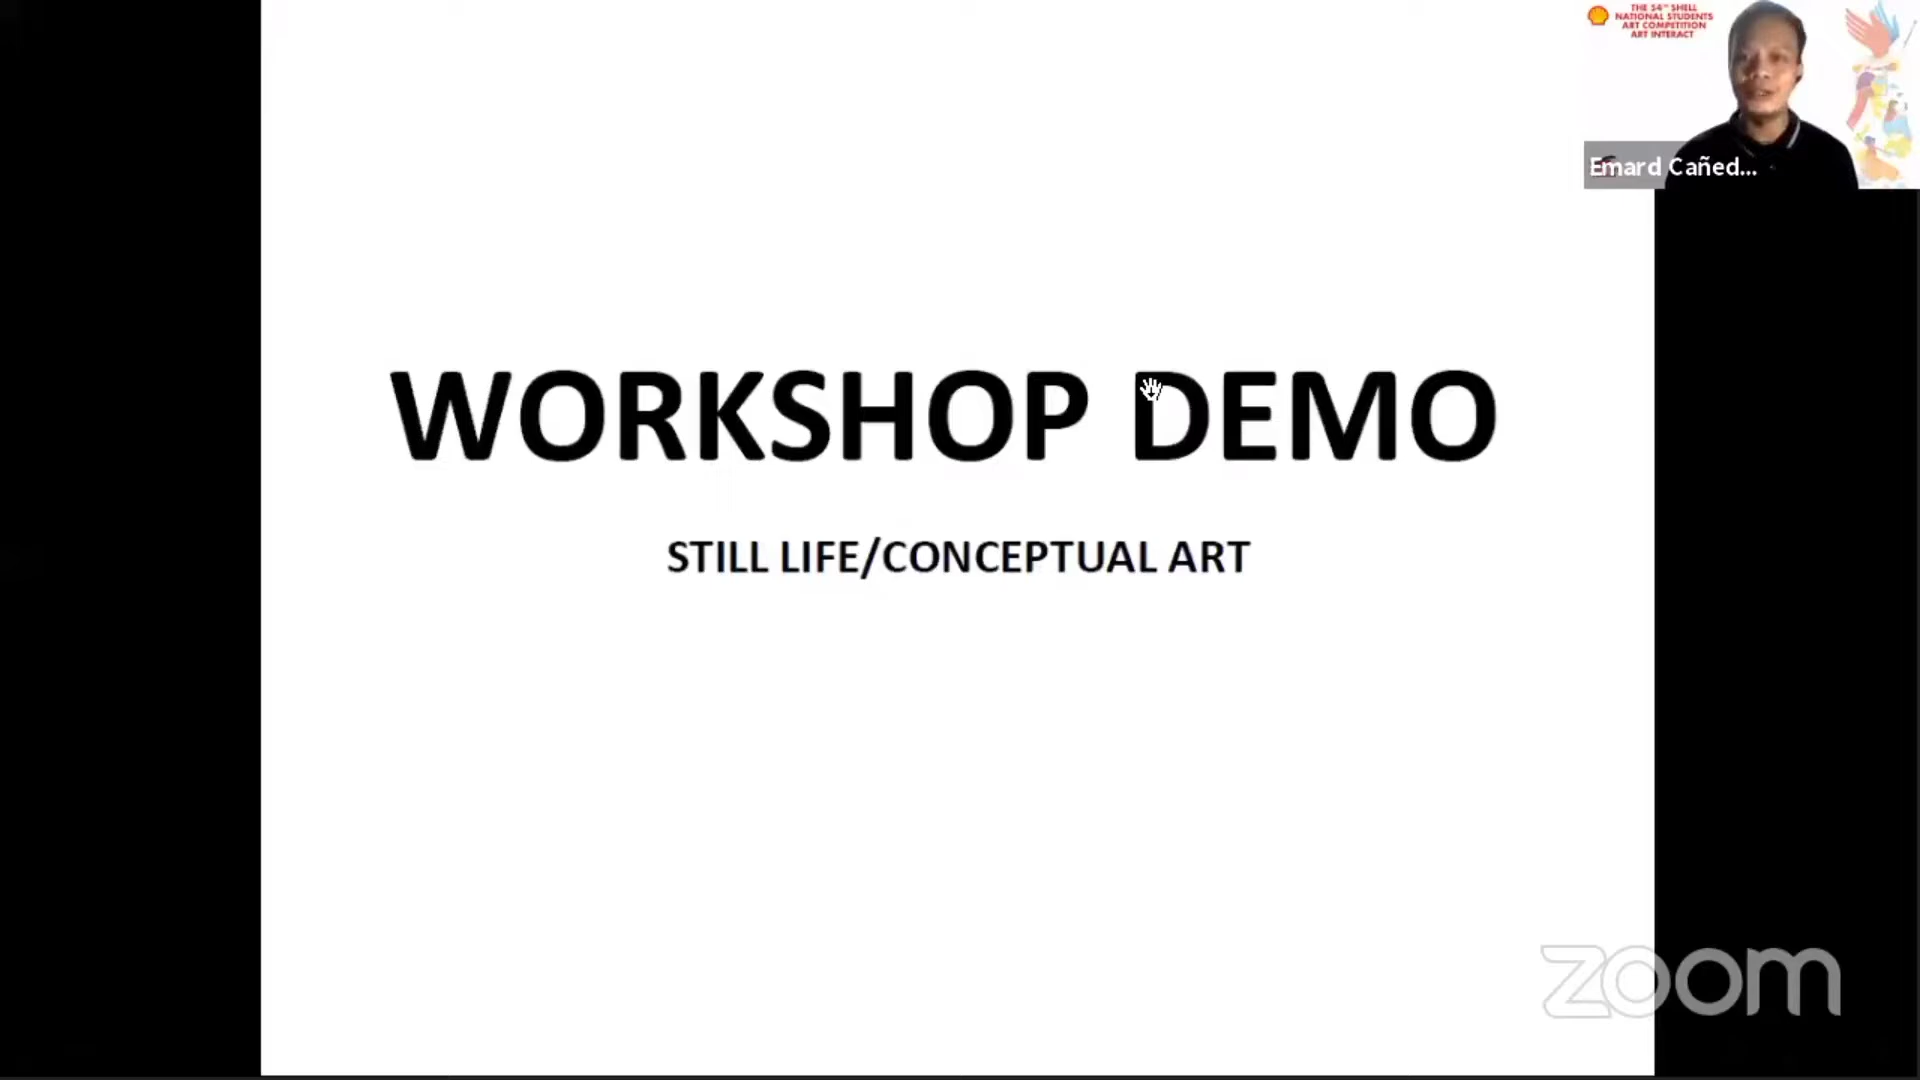 THE 54TH SHELL
NATIONAL STUDENTS
ART COMPETITION
ART INTERACT
Emard Cañed...
WORKSHOP DEMO
STILL LIFE/CONCEPTUAL ART
zoom